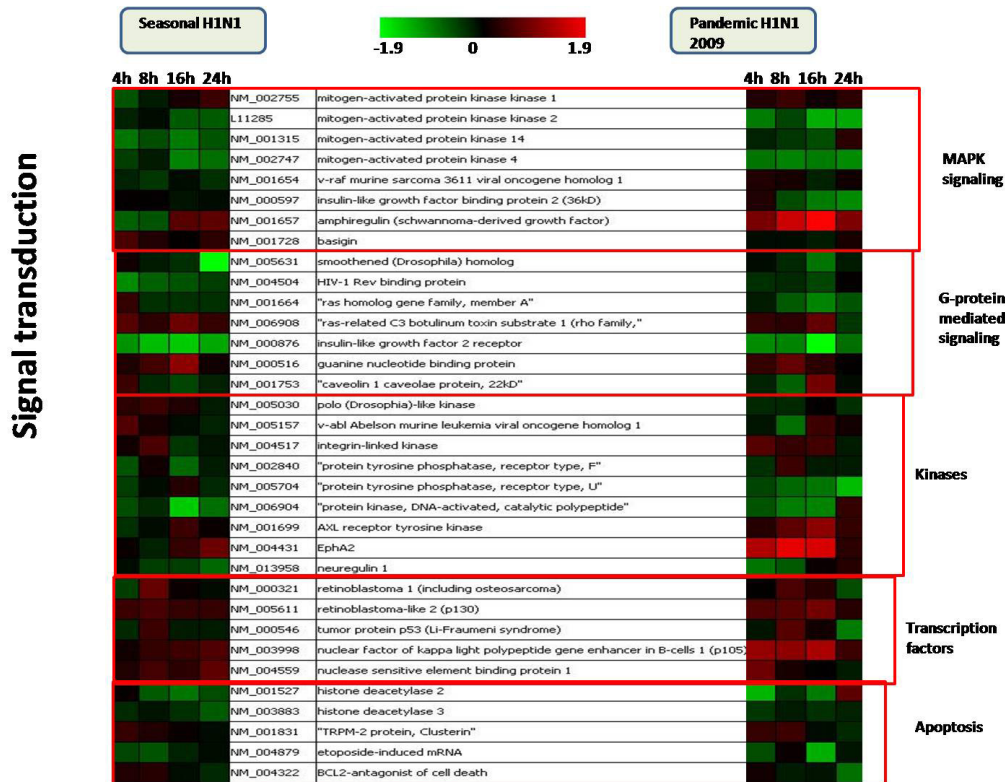 Seasonal H1N1
-1.9 0 1.9
Pandemic H1N1
2009
4h 8h 16h 24h
4h 8h 16h 24h
Signal transduction
NM_002755 mitogen-activated protein kinase kinase 1
L11285 mitogen-activated protein kinase kinase 2
NM_001315 mitogen-activated protein kinase 14
NM_002747 mitogen-activated protein kinase 4
NM_001654 v-raf murine sarcoma 3611 viral oncogene homolog 1
NM_000597 insulin-like growth factor binding protein 2 (36kD)
NM_001657 amphiregulin (schwannoma-derived growth factor)
NM_001728 basigin
MAPK
signaling
NM_005631 smoothened (Drosophila) homolog
NM_004504 HIV-1 Rev binding protein
NM_001664 "ras homolog gene family, member A"
NM_006908 "ras-related C3 botulinum toxin substrate 1 (rho family,"
NM_000876 insulin-like growth factor 2 receptor
NM_000516 guanine nucleotide binding protein
NM_001753 "caveolin 1 caveolae protein, 22kD"
G-protein
mediated
signaling
NM_005030 polo (Drosophia)-like kinase
NM_005157 v-abl Abelson murine leukemia viral oncogene homolog 1
NM_004517 integrin-linked kinase
NM_002840 "protein tyrosine phosphatase, receptor type, F"
NM_005704 "protein tyrosine phosphatase, receptor type, U"
NM_006904 "protein kinase, DNA-activated, catalytic polypeptide"
NM_001699 AXL receptor tyrosine kinase
NM_004431 EphA2
NM_013958 neuregulin 1
Kinases
NM_000321 retinoblastoma 1 (including osteosarcoma)
NM_005611 retinoblastoma-like 2 (p130)
NM_000546 tumor protein p53 (Li-Fraumeni syndrome)
NM_003998 nuclear factor of kappa light polypeptide gene enhancer in B-cells 1 (p105)
NM_004559 nuclease sensitive element binding protein 1
Transcription
factors
NM_001527 histone deacetylase 2
NM_003883 histone deacetylase 3
NM_001831 "TRPM-2 protein, Clusterin"
NM_004879 etoposide-induced mRNA
NM_004322 BCL2-antagonist of cell death
Apoptosis